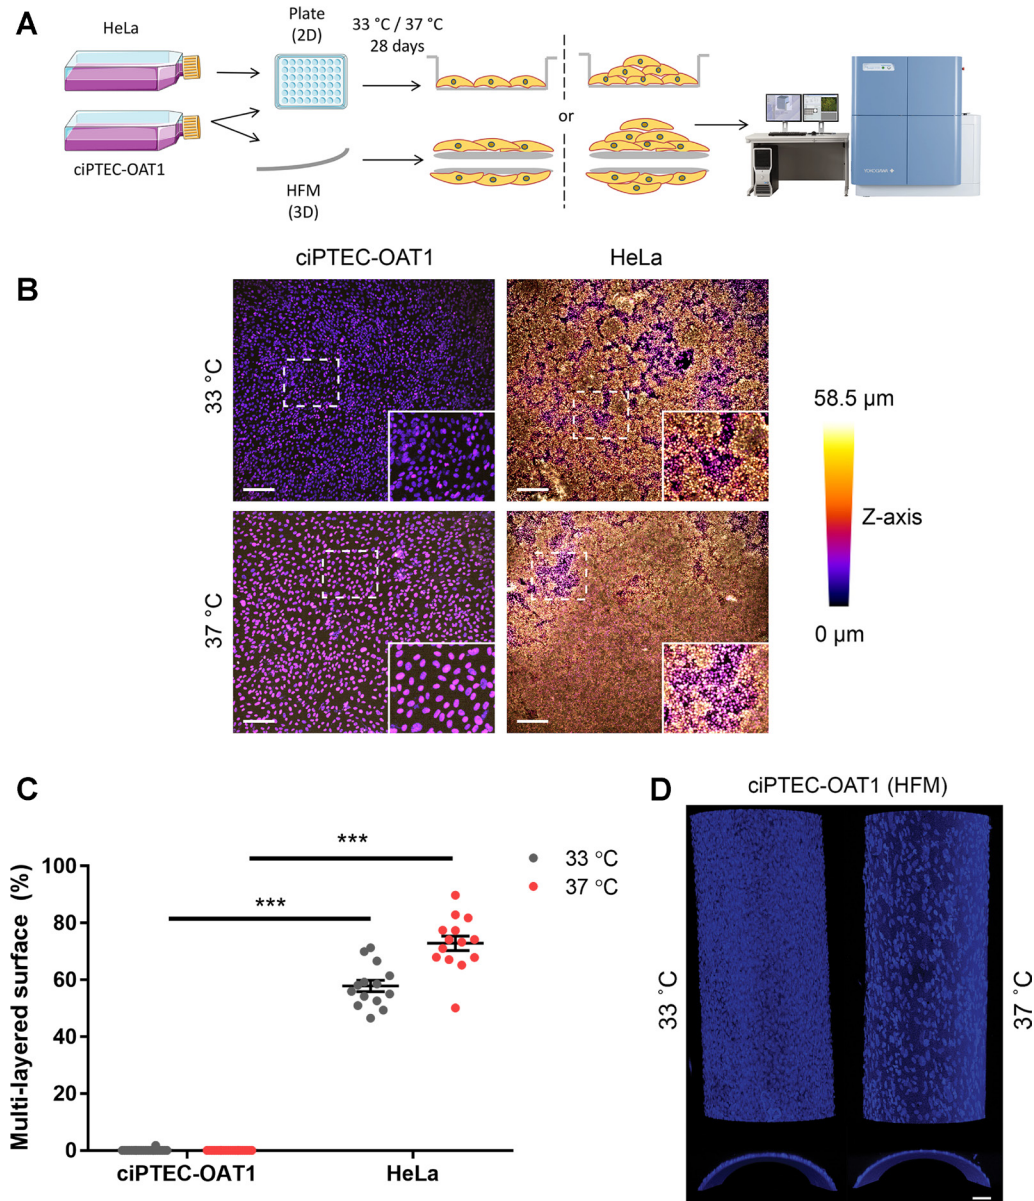 A
HeLa
ciPTEC-OAT1
Plate
(2D)
HFM
(3D)
33 °C / 37 °C
28 days
or
YOKOGAWA
B
ciPTEC-OAT1
HeLa
33 °C
37 °C
58.5 µm
Z-axis
0 µm
C
Multi-layered surface (%)
100
80
60
40
20
0
***
***
33 °C
37 °C
ciPTEC-OAT1
HeLa
D
ciPTEC-OAT1 (HFM)
33 °C
37 °C